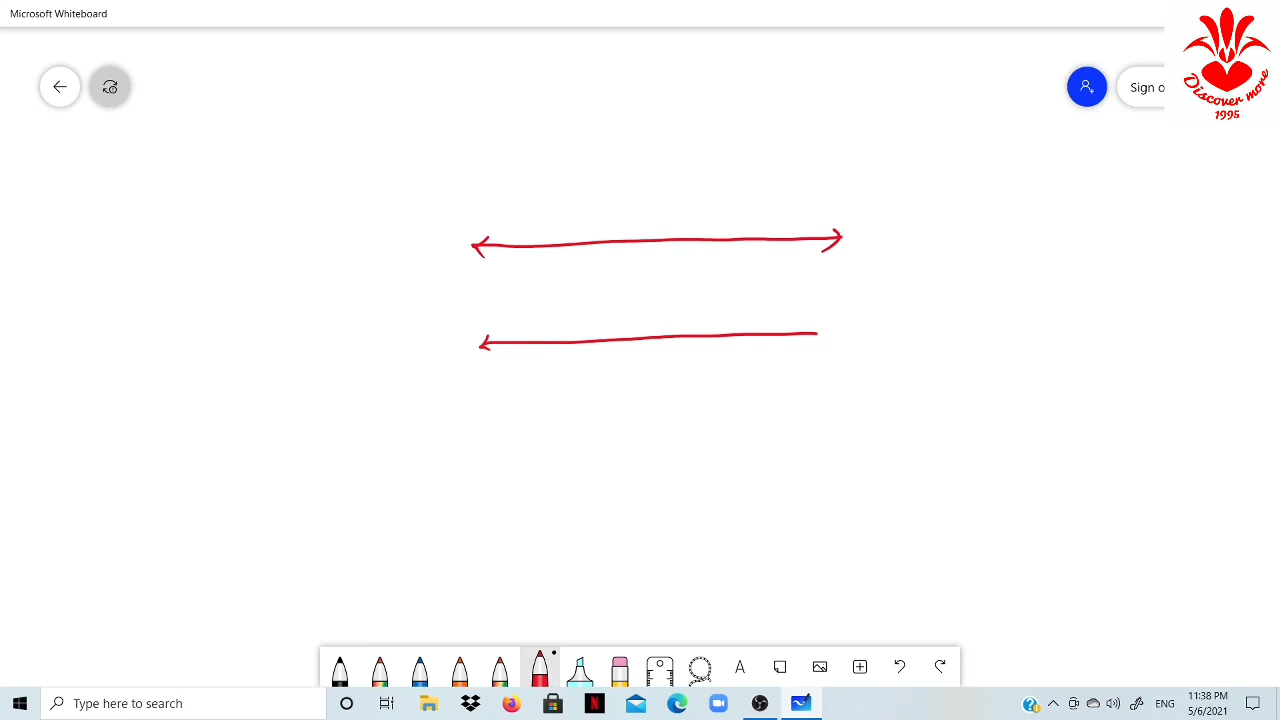 Microsoft Whiteboard
Sign o
Discover more
1995
A
Type here to search
ENG
11:38 PM
5/6/2021